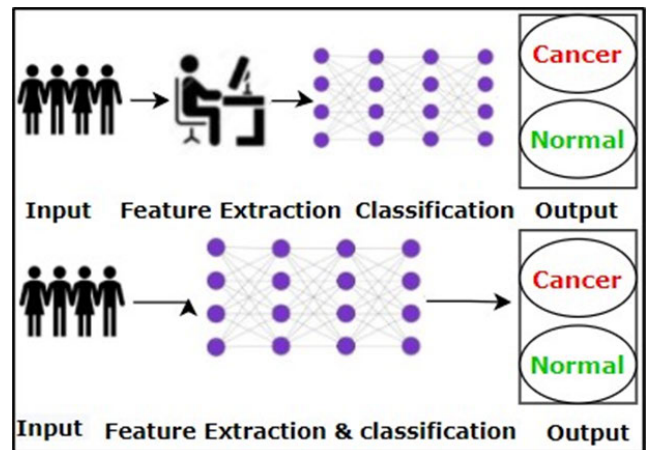 Cancer
Normal
Input Feature Extraction Classification Output
Cancer
Normal
Input Feature Extraction & classification Output